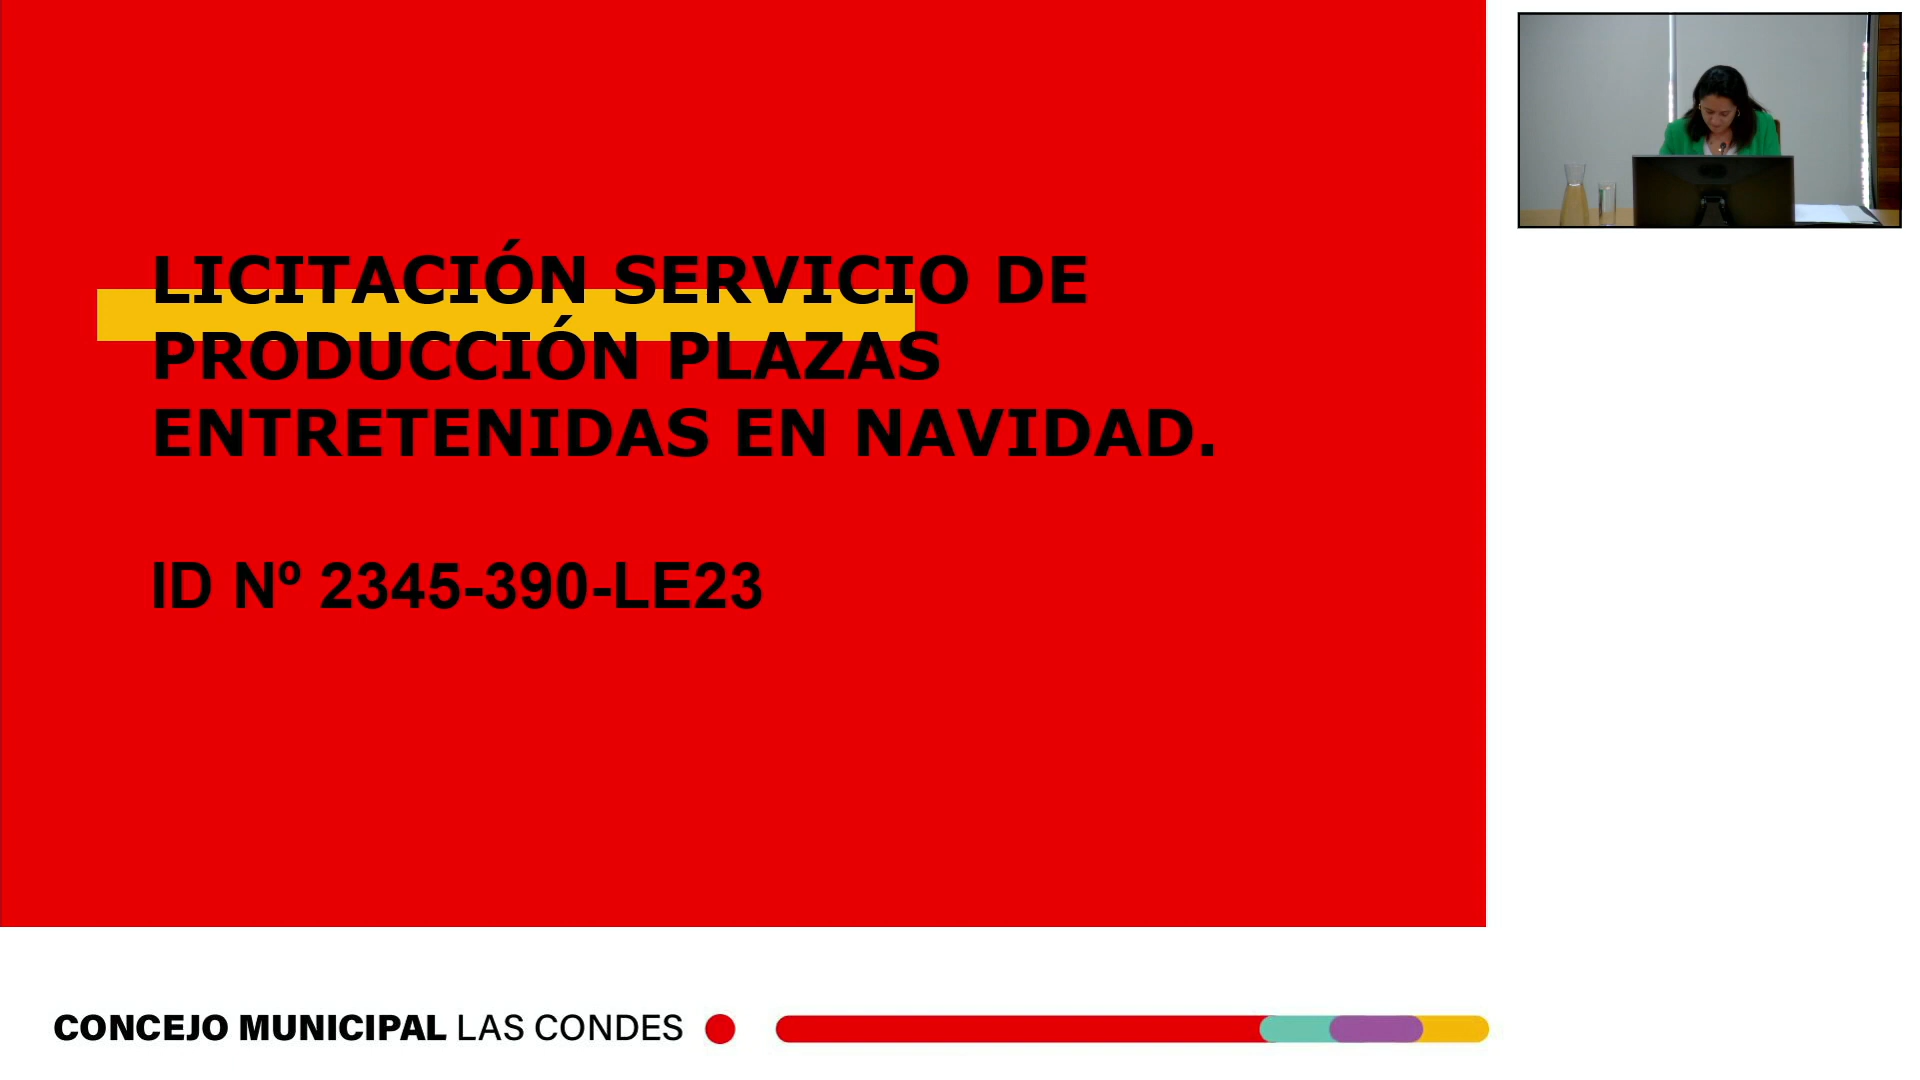 LICITACIÓN SERVICIO DE
PRODUCCIÓN PLAZAS
ENTRETENIDAS EN NAVIDAD.
ID Nº 2345-390-LE23
CONCEJO MUNICIPAL LAS CONDES